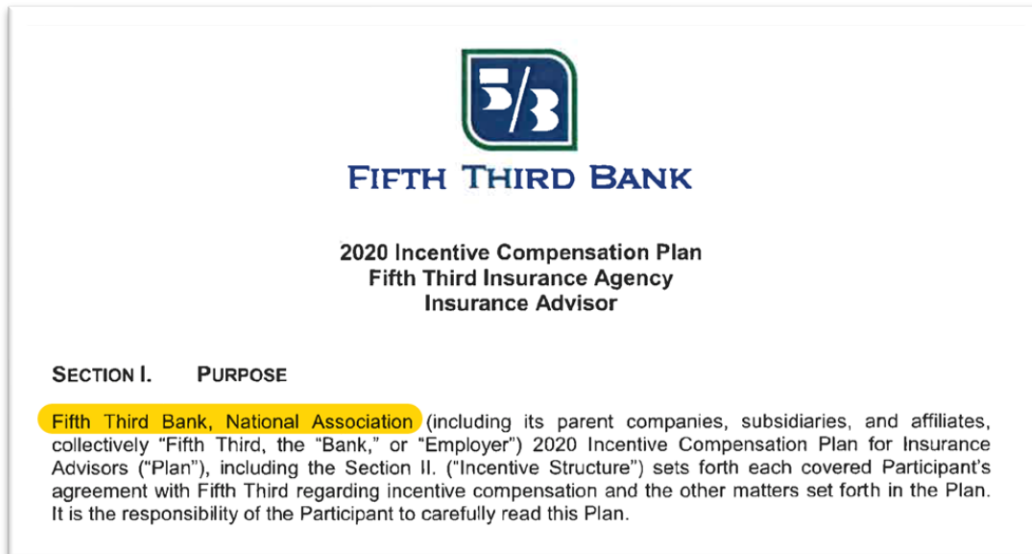 5/3
FIFTH THIRD BANK
2020 Incentive Compensation Plan
Fifth Third Insurance Agency
Insurance Advisor
SECTION I. PURPOSE
Fifth Third Bank, National Association (including its parent companies, subsidiaries, and affiliates,
collectively “Fifth Third, the “Bank,” or “Employer”) 2020 Incentive Compensation Plan for Insurance
Advisors (“Plan”), including the Section II. (“Incentive Structure”) sets forth each covered Participant’s
agreement with Fifth Third regarding incentive compensation and the other matters set forth in the Plan.
It is the responsibility of the Participant to carefully read this Plan.